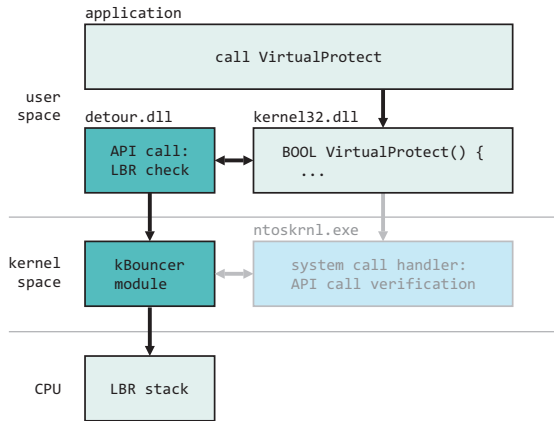 application
call VirtualProtect
user
space
detour.dll
kernel32.dll
API call:
LBR check
BOOL VirtualProtect() {
...
ntoskrnl.exe
kernel
space
kBouncer
module
system call handler:
API call verification
CPU
LBR stack